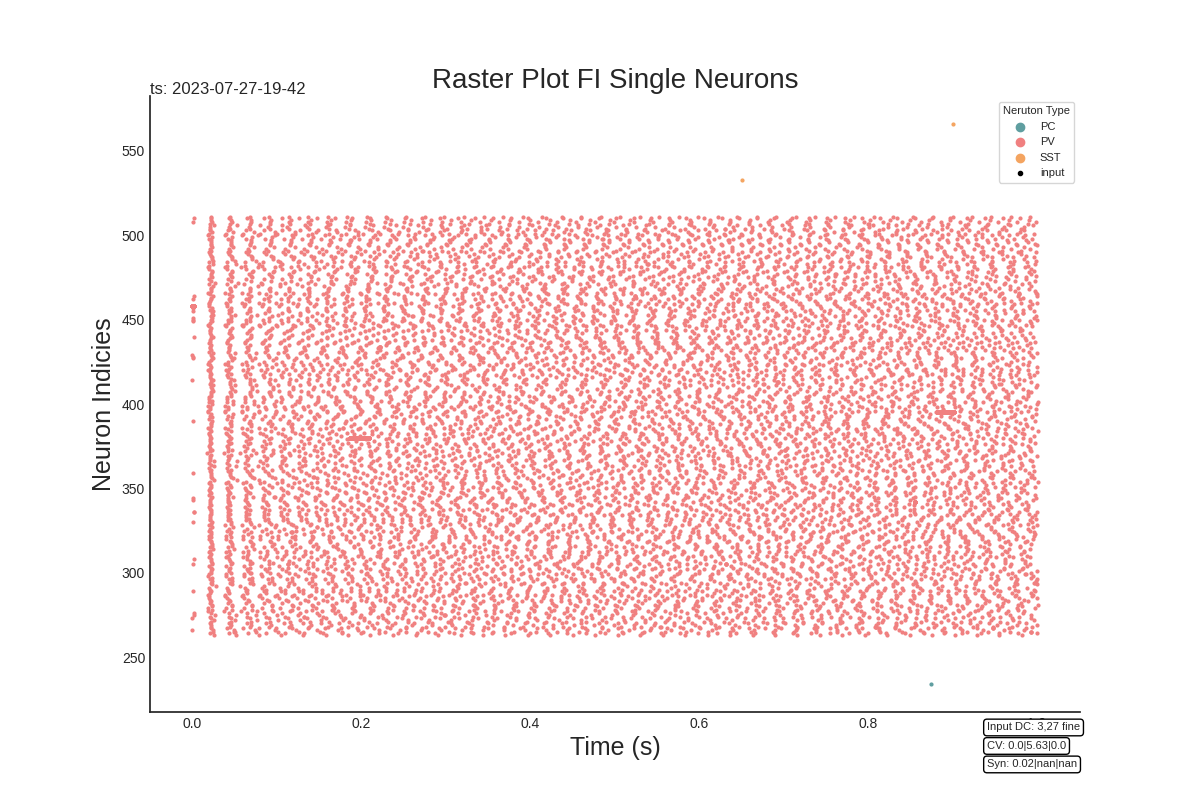 Raster Plot FI Single Neurons
ts: 2023-07-27-19-42
Neruton Type
PC
PV
SST
input
550
500
450
400
350
300
250
Neuron Indicies
0.0
0.2
0.4
0.6
0.8
Time (s)
Input DC: 3,27 fine
CV: 0.0|5.63|0.0
Syn: 0.02|nan|nan